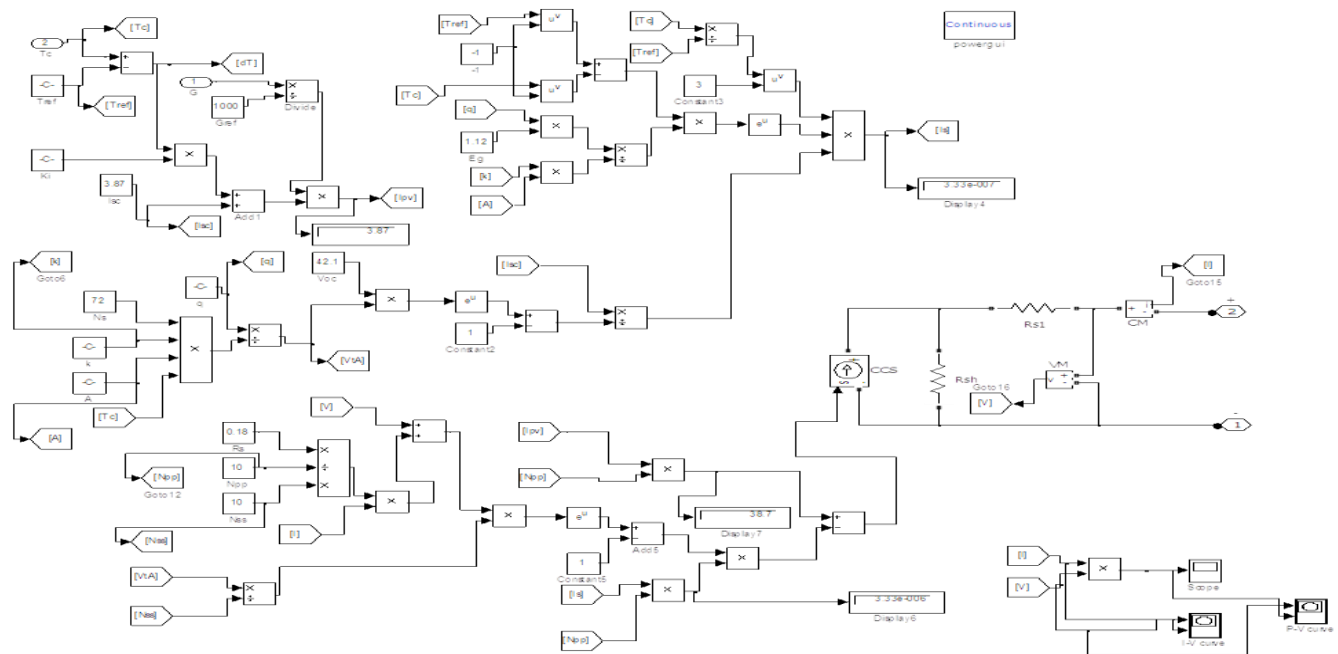 [Tc]
2
Tc
-C-
Tref
[dT]
[Tref]
1
G
1000
Gref
Divide
-C-
Ki
3.87
Isc
[Isc]
Add1
[Ipv]
3.87
[Tref]
-1
-1
[Tc]
[q]
1.12
Eg
[k]
[A]
u^v
u^v
[Tc]
[Tref]
3
Constant3
u^v
e^u
[Is]
3.33e-007
Display4
Continuous
powergui
[k]
Goto6
[q]
-C-
q
72
Ns
-C-
k
-C-
A
[Tc]
[A]
[VtA]
42.1
Voc
e^u
1
Constant2
[Isc]
[I]
Goto15
Rs1
CM
+
2
CCS
Rsh
VM
Goto16
[V]
-
1
[V]
0.18
Rs
10
Npp
10
Nss
[Npp]
Goto12
[Nss]
[I]
[VtA]
[Nss]
[Ipv]
[Npp]
e^u
1
Constant5
Add5
38.7
Display7
[Is]
[Npp]
3.33e-006
Display6
[I]
[V]
Scope
I-V curve
P-V curve